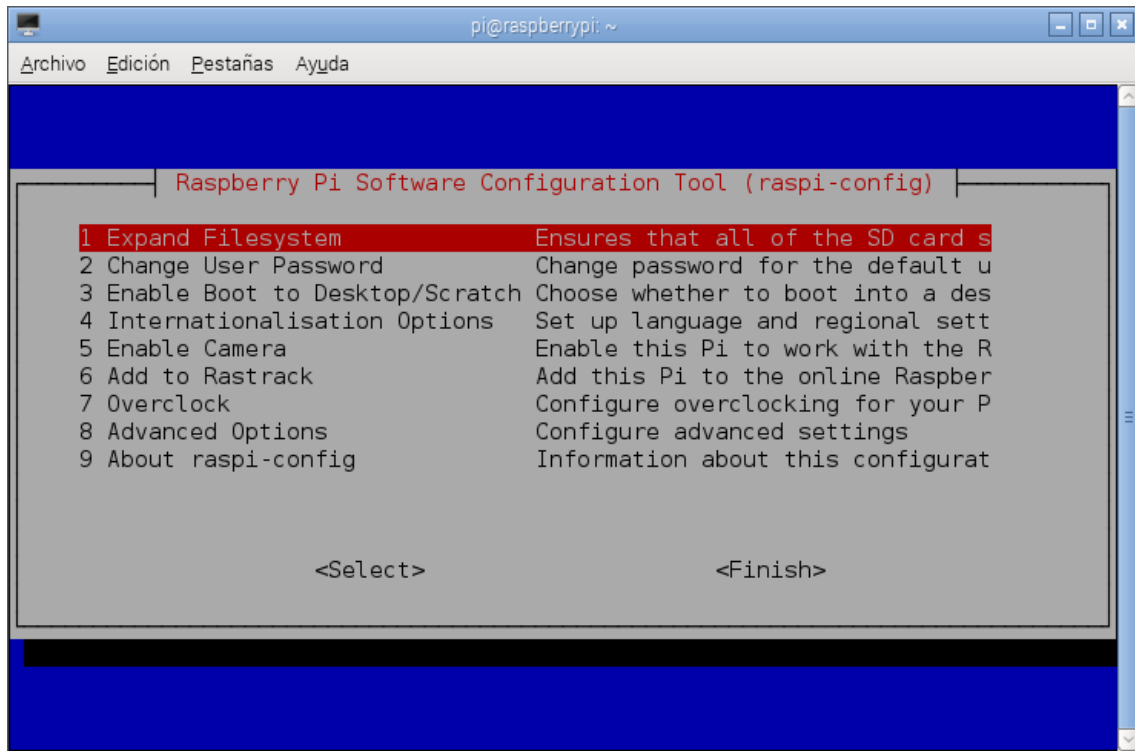 pi@raspberrypi: ~
Archivo Edición Pestañas Ayuda
Raspberry Pi Software Configuration Tool (raspi-config)
1 Expand Filesystem Ensures that all of the SD card s
2 Change User Password Change password for the default u
3 Enable Boot to Desktop/Scratch Choose whether to boot into a des
4 Internationalisation Options Set up language and regional sett
5 Enable Camera Enable this Pi to work with the R
6 Add to Rastrack Add this Pi to the online Raspber
7 Overclock Configure overclocking for your P
8 Advanced Options Configure advanced settings
9 About raspi-config Information about this configurat
<Select> <Finish>